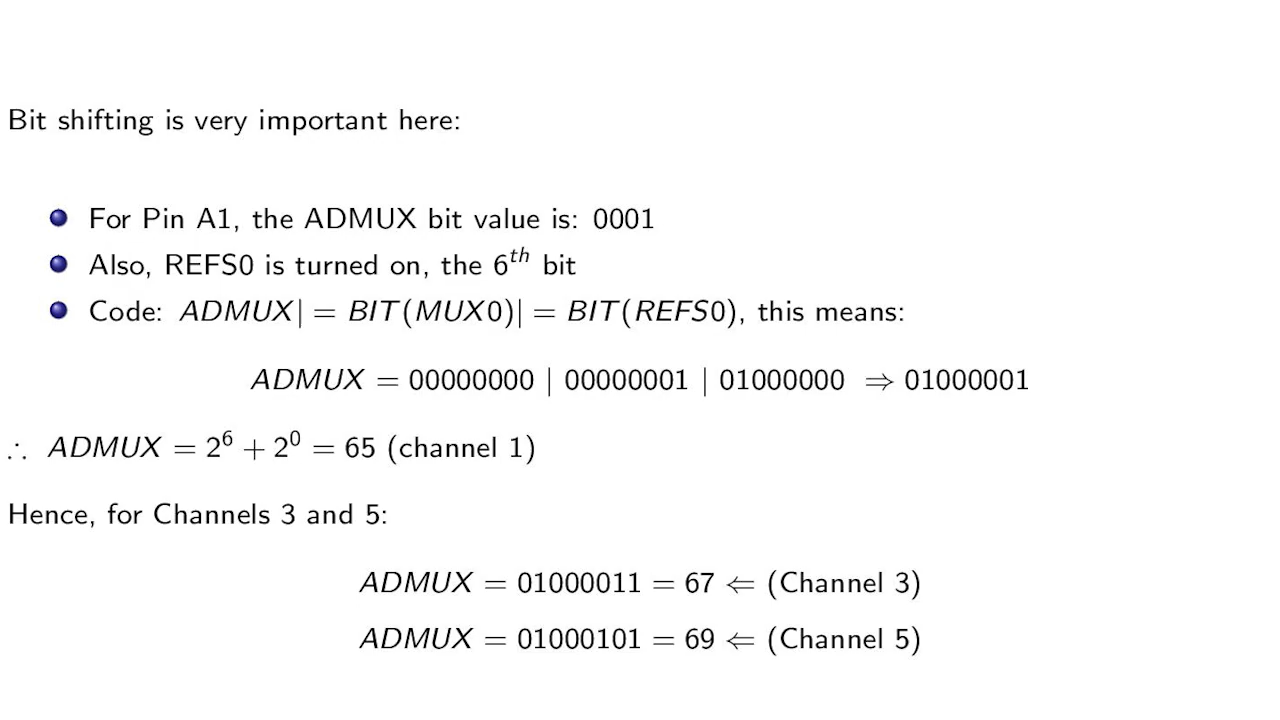 Bit shifting is very important here:
For Pin A1, the ADMUX bit value is: 0001
Also, REFS0 is turned on, the 6th bit
Code: ADMUX| = BIT(MUX0)| = BIT(REFS0), this means:
ADMUX = 00000000 | 00000001 | 01000000 ⇒ 01000001
∴ ADMUX = 2^6 + 2^0 = 65 (channel 1)
Hence, for Channels 3 and 5:
ADMUX = 01000011 = 67 ⇐ (Channel 3)
ADMUX = 01000101 = 69 ⇐ (Channel 5)